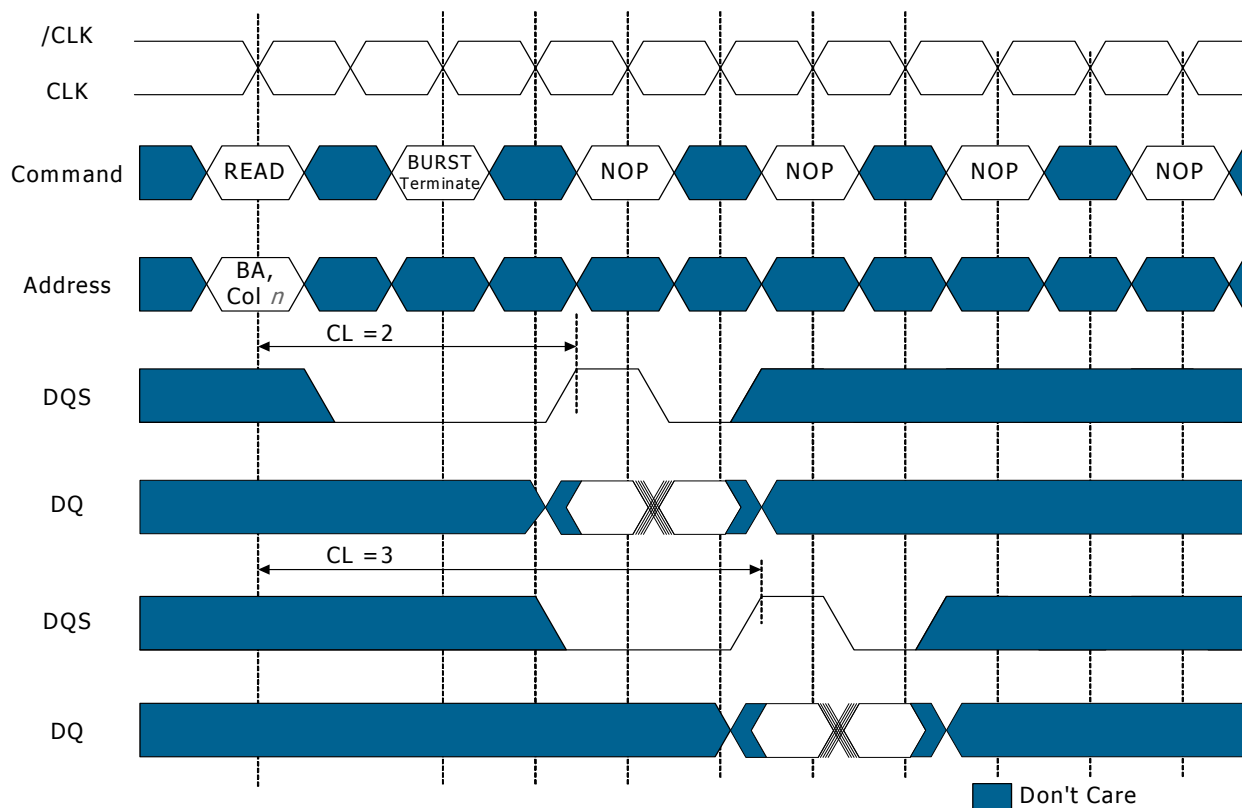 /CLK
CLK
Command READ BURST Terminate NOP NOP NOP NOP
Address BA, Col n
CL =2
DQS
DQ
CL =3
DQS
DQ
Don't Care